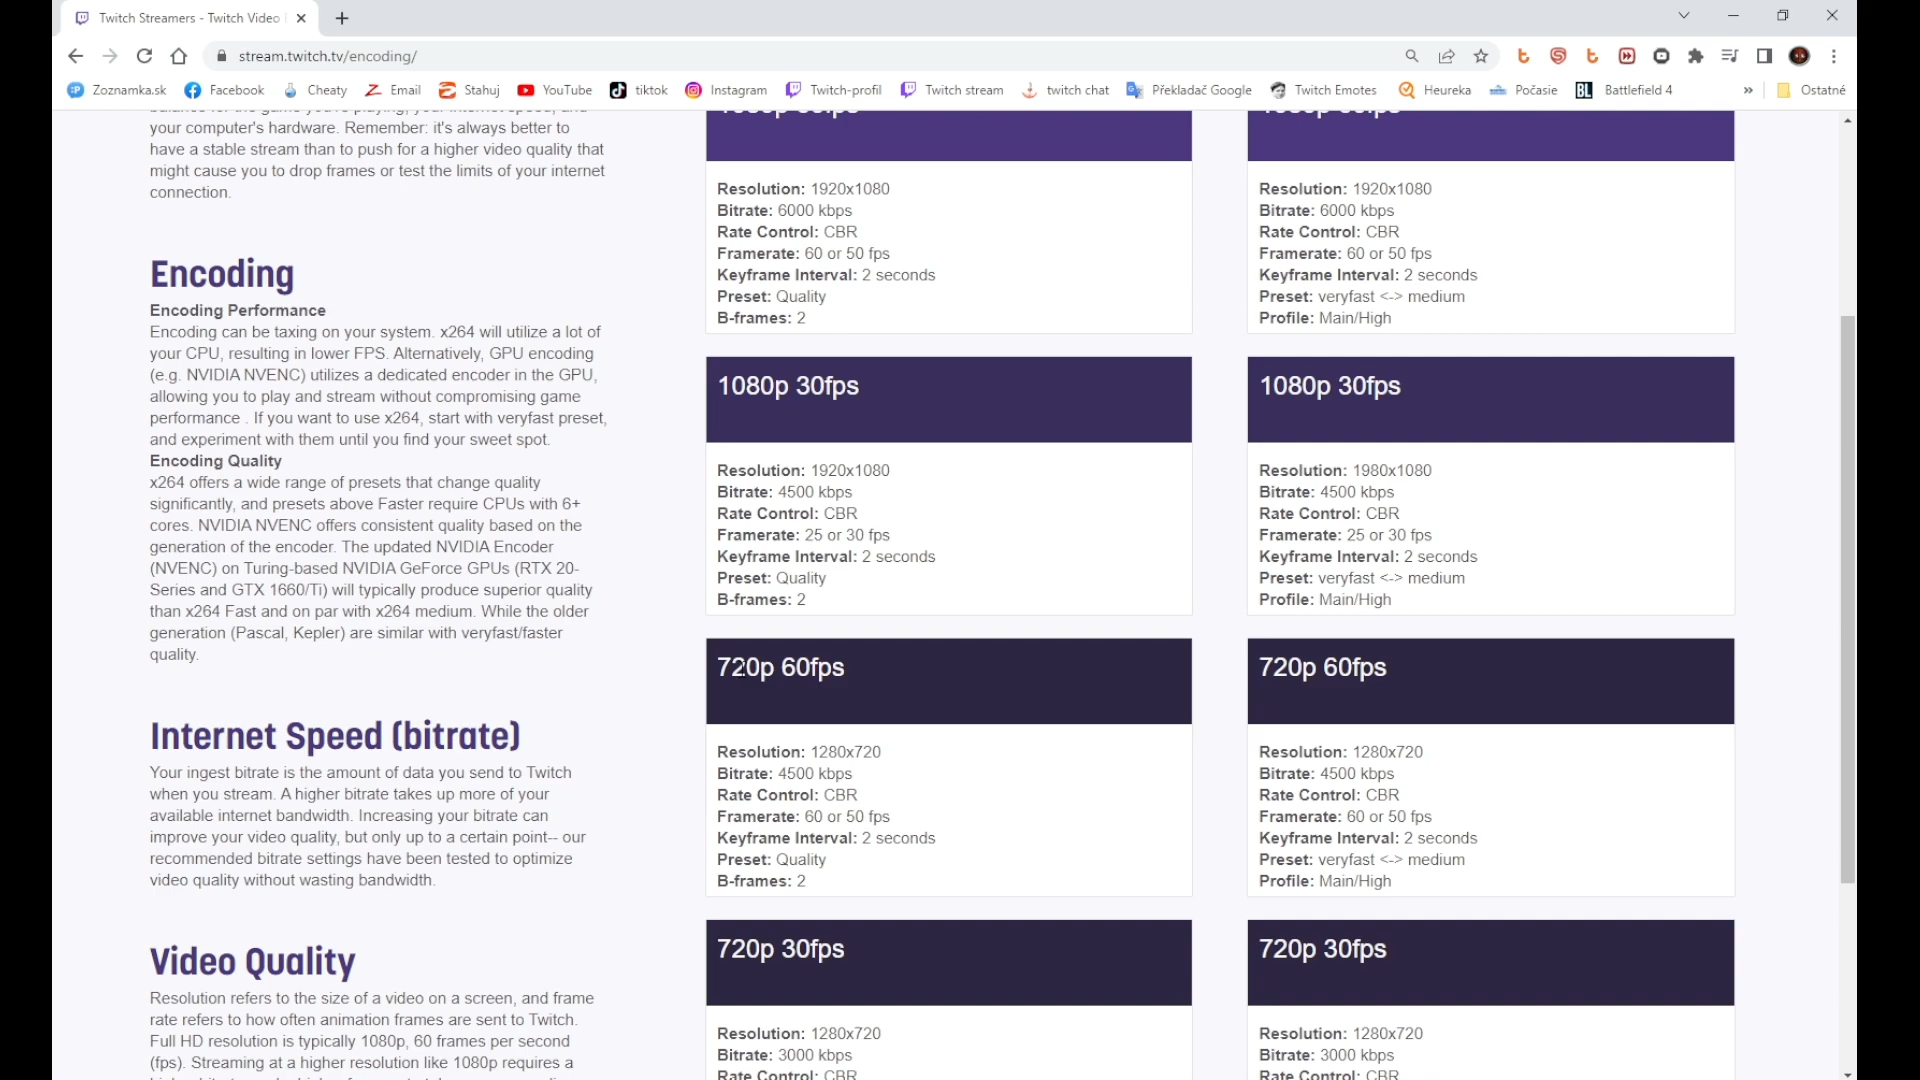 Twitch Streamers - Twitch Video
stream.twitch.tv/encoding/
Zoznamka.sk Facebook Cheaty Email Stahuj YouTube tiktok Instagram Twitch-profil Twitch stream twitch chat Překladač Google Twitch Emotes Heureka Počasie BL Battlefield 4 » Ostatné
your computer's hardware. Remember: it's always better to
have a stable stream than to push for a higher video quality that
might cause you to drop frames or test the limits of your internet
connection.
Encoding
Encoding Performance
Encoding can be taxing on your system. x264 will utilize a lot of
your CPU, resulting in lower FPS. Alternatively, GPU encoding
(e.g. NVIDIA NVENC) utilizes a dedicated encoder in the GPU,
allowing you to play and stream without compromising game
performance . If you want to use x264, start with veryfast preset,
and experiment with them until you find your sweet spot.
Encoding Quality
x264 offers a wide range of presets that change quality
significantly, and presets above Faster require CPUs with 6+
cores. NVIDIA NVENC offers consistent quality based on the
generation of the encoder. The updated NVIDIA Encoder
(NVENC) on Turing-based NVIDIA GeForce GPUs (RTX 20-
Series and GTX 1660/Ti) will typically produce superior quality
than x264 Fast and on par with x264 medium. While the older
generation (Pascal, Kepler) are similar with veryfast/faster
quality.
Internet Speed (bitrate)
Your ingest bitrate is the amount of data you send to Twitch
when you stream. A higher bitrate takes up more of your
available internet bandwidth. Increasing your bitrate can
improve your video quality, but only up to a certain point-- our
recommended bitrate settings have been tested to optimize
video quality without wasting bandwidth.
Video Quality
Resolution refers to the size of a video on a screen, and frame
rate refers to how often animation frames are sent to Twitch.
Full HD resolution is typically 1080p, 60 frames per second
(fps). Streaming at a higher resolution like 1080p requires a
1080p 60fps
Resolution: 1920x1080
Bitrate: 6000 kbps
Rate Control: CBR
Framerate: 60 or 50 fps
Keyframe Interval: 2 seconds
Preset: Quality
B-frames: 2
1080p 30fps
Resolution: 1920x1080
Bitrate: 4500 kbps
Rate Control: CBR
Framerate: 25 or 30 fps
Keyframe Interval: 2 seconds
Preset: Quality
B-frames: 2
720p 60fps
Resolution: 1280x720
Bitrate: 4500 kbps
Rate Control: CBR
Framerate: 60 or 50 fps
Keyframe Interval: 2 seconds
Preset: Quality
B-frames: 2
720p 30fps
Resolution: 1280x720
Bitrate: 3000 kbps
Rate Control: CBR
1080p 60fps
Resolution: 1920x1080
Bitrate: 6000 kbps
Rate Control: CBR
Framerate: 60 or 50 fps
Keyframe Interval: 2 seconds
Preset: veryfast <-> medium
Profile: Main/High
1080p 30fps
Resolution: 1980x1080
Bitrate: 4500 kbps
Rate Control: CBR
Framerate: 25 or 30 fps
Keyframe Interval: 2 seconds
Preset: veryfast <-> medium
Profile: Main/High
720p 60fps
Resolution: 1280x720
Bitrate: 4500 kbps
Rate Control: CBR
Framerate: 60 or 50 fps
Keyframe Interval: 2 seconds
Preset: veryfast <-> medium
Profile: Main/High
720p 30fps
Resolution: 1280x720
Bitrate: 3000 kbps
Rate Control: CBR